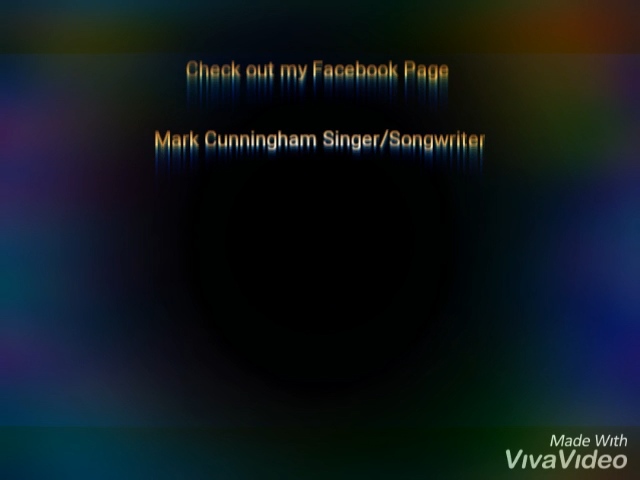 Check out my Facebook Page
Mark Cunningham Singer/Songwriter
Made With
VivaVideo